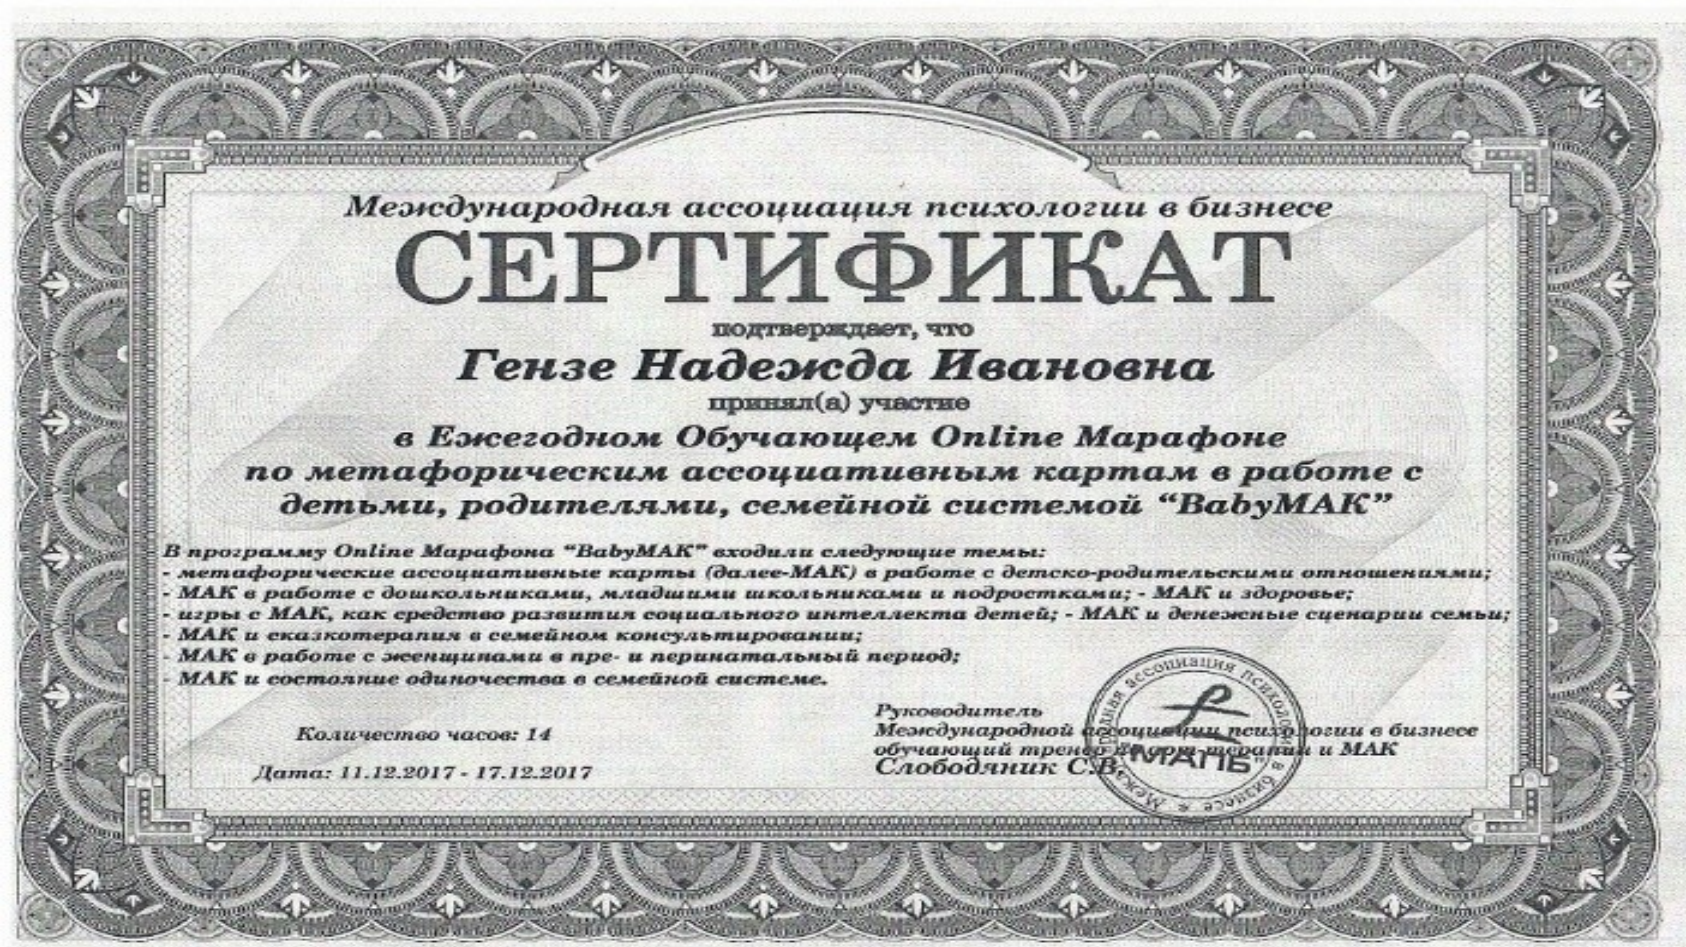 Международная ассоциация психологии в бизнесе
СЕРТИФИКАТ
подтверждает, что
Гензе Надежда Ивановна
принял(а) участие
в Ежегодном Обучающем Online Марафоне
по метафорическим ассоциативным картам в работе с
детьми, родителями, семейной системой “BabyМАК”
В программу Online Марафона “BabyМАК” входили следующие темы:
- метафорические ассоциативные карты (далее-МАК) в работе с детско-родительскими отношениями;
- МАК в работе с дошкольниками, младшими школьниками и подростками; - МАК и здоровье;
- игры с МАК, как средство развития социального интеллекта детей; - МАК и денежные сценарии семьи;
- МАК и сказкотерапия в семейном консультировании;
- МАК в работе с женщинами в пре- и перинатальный период;
- МАК и состояние одиночества в семейной системе.
Количество часов: 14
Дата: 11.12.2017 - 17.12.2017
Руководитель
Международной ассоциации психологии в бизнесе
обучающий тренер по арт-терапии и МАК
Слободяник С.В.
Международная ассоциация психологии в бизнесе
"МАПБ"